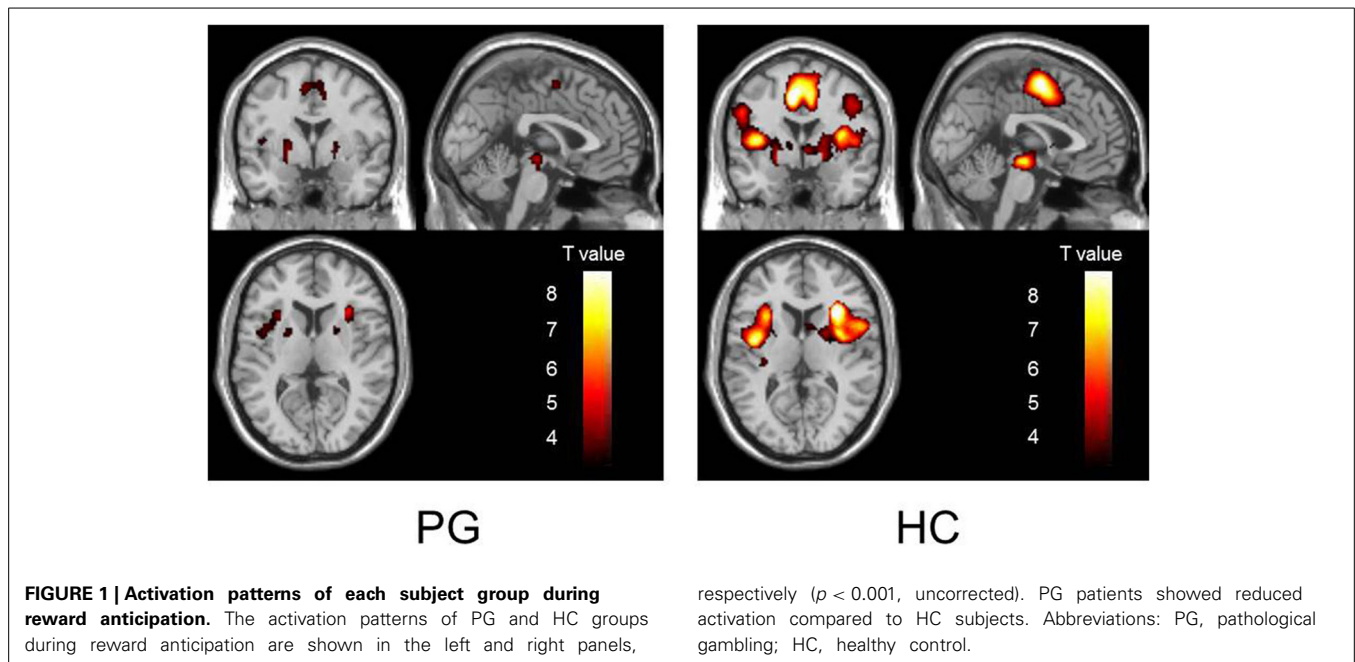 T value
8
7
6
5
4
T value
8
7
6
5
4
PG
HC
FIGURE 1 | Activation patterns of each subject group during
reward anticipation. The activation patterns of PG and HC groups
during reward anticipation are shown in the left and right panels,
respectively (p < 0.001, uncorrected). PG patients showed reduced
activation compared to HC subjects. Abbreviations: PG, pathological
gambling; HC, healthy control.